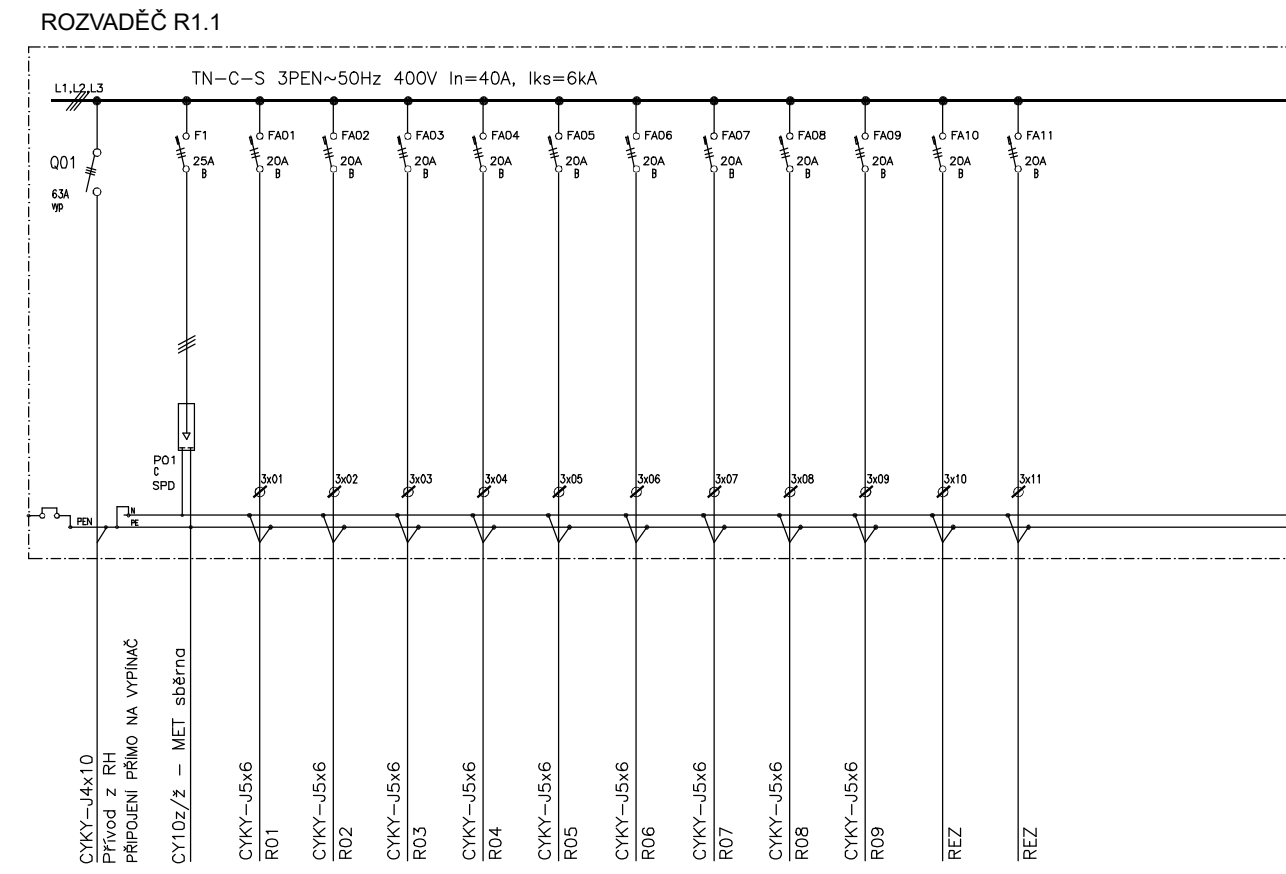 ROZVADĚČ R1.1
TN-C-S 3PEN~50Hz 400V In=40A, Iks=6kA
L1,L2,L3
Q01
63A
vyp
F1
25A
B
FA01
20A
B
FA02
20A
B
FA03
20A
B
FA04
20A
B
FA05
20A
B
FA06
20A
B
FA07
20A
B
FA08
20A
B
FA09
20A
B
FA10
20A
B
FA11
20A
B
P01
C
SPD
3x01
3x02
3x03
3x04
3x05
3x06
3x07
3x08
3x09
3x10
3x11
PEN
N
PE
CYKY-J4x10
Přívod z RH
PŘIPOJENÍ PŘÍMO NA VYPÍNAČ
CY10z/ž - MET sběrna
CYKY-J5x6
R01
CYKY-J5x6
R02
CYKY-J5x6
R03
CYKY-J5x6
R04
CYKY-J5x6
R05
CYKY-J5x6
R06
CYKY-J5x6
R07
CYKY-J5x6
R08
CYKY-J5x6
R09
REZ
REZ